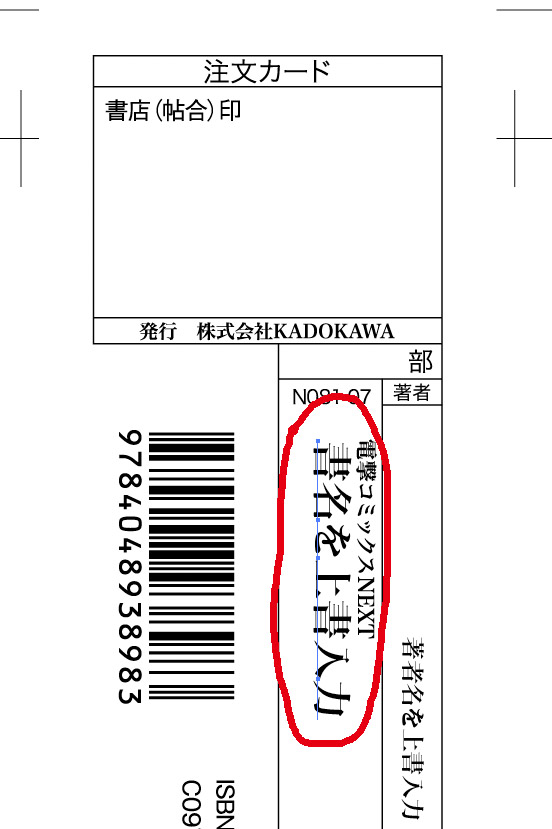 注文カード
書店(帖合)印
発行　株式会社KADOKAWA
部
N081-07
著者
電撃コミックスNEXT
書名を上書入力
著者名を上書入力
9784048938983
ISBN
C09